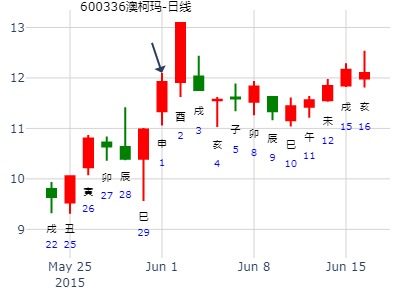 600336澳柯玛-日线
13
12
11
10
9
戌
22
丑
25
寅
26
卯
27
辰
28
巳
29
申
1
酉
2
戌
3
亥
4
子
5
卯
8
辰
9
巳
10
午
11
未
12
戌
15
亥
16
May 25
2015
Jun 1
Jun 8
Jun 15